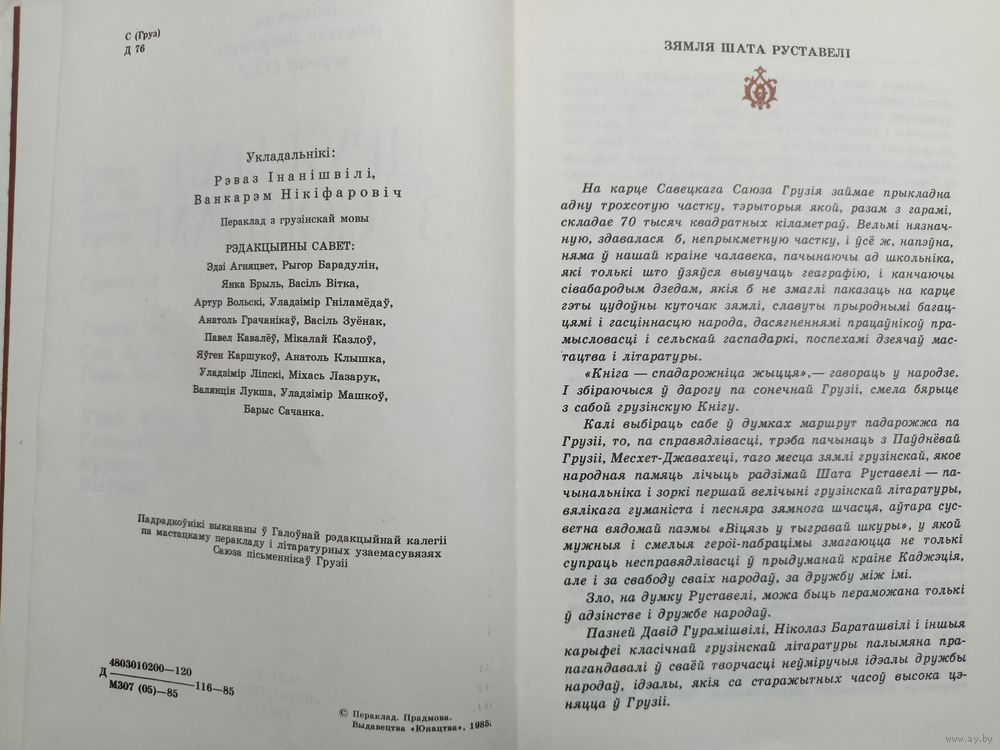 С (Груз)
Д 76
Укладальнікі:
Рэваз Інанішвілі,
Ванкарэм Нікіфаровіч
Пераклад з грузінскай мовы
РЭДАКЦЫЙНЫ САВЕТ:
Эдзі Агняцвет, Рыгор Барадулін,
Янка Брыль, Васіль Вітка,
Артур Вольскі, Уладзімір Гніламёдаў,
Анатоль Грачанікаў, Васіль Зуёнак,
Павел Кавалёў, Мікалай Казлоў,
Яўген Каршукоў, Анатоль Клышка,
Уладзімір Ліпскі, Міхась Лазарук,
Валянцін Лукша, Уладзімір Машкоў,
Барыс Сачанка.
Падрадкоўнікі выкананы ў Галоўнай рэдакцыйнай калегіі
па мастацкаму перакладу і літаратурных узаемасувязях
Саюза пісьменнікаў Грузіі
Д 4803010200—120
116—85
М307 (05)—85
© Пераклад. Прадмова.
Выдавецтва «Юнацтва», 1985.
ЗЯМЛЯ ШАТА РУСТАВЕЛІ
На карце Савецкага Саюза Грузія займае прыкладна
адну трохсотую частку, тэрыторыя якой, разам з гарамі,
складае 70 тысяч квадратных кіламетраў. Вельмі нязнач-
ную, здавалася б, непрыкметную частку, і ўсё ж, напэўна,
няма ў нашай краіне чалавека, пачынаючы ад школьніка,
які толькі што ўзяўся вывучаць геаграфію, і канчаючы
сівабародым дзедам, якія б не змаглі паказаць на карце
гэты цудоўны куточак зямлі, славуты прыроднымі багац-
цямі і гасціннасцю народа, дасягненнямі працаўнікоў пра-
мысловасці і сельскай гаспадаркі, поспехамі дзеячаў мас-
тацтва і літаратуры.
«Кніга — спадарожніца жыцця»,— гавораць у народзе.
І збіраючыся ў дарогу па сонечнай Грузіі, смела бярыце
з сабой грузінскую Кнігу.
Калі выбіраць сабе ў думках маршрут падарожжа па
Грузіі, то, па справядлівасці, трэба пачынаць з Паўднёвай
Грузіі, Месхет-Джавахеці, таго месца зямлі грузінскай, якое
народная памяць лічыць радзімай Шата Руставелі — па-
чынальніка і зоркі першай велічыні грузінскай літаратуры,
вялікага гуманіста і песняра зямнога шчасця, аўтара сус-
ветна вядомай паэмы «Віцязь у тыгравай шкуры», у якой
мужныя і смелыя героі-пабрацімы змагаюцца не толькі
супраць несправядлівасці ў прыдуманай краіне Каджэція,
але і за свабоду сваіх народаў, за дружбу між імі.
Зло, на думку Руставелі, можа быць пераможана толькі
ў адзінстве і дружбе народаў.
Пазней Давід Гурамішвілі, Ніколаз Бараташвілі і іншыя
карыфеі класічнай грузінскай літаратуры палымяна пра-
пагандавалі ў сваёй творчасці неўміручыя ідэалы дружбы
народаў, ідэалы, якія са старажытных часоў высока цэ-
няцца ў Грузіі.
www.ay.by